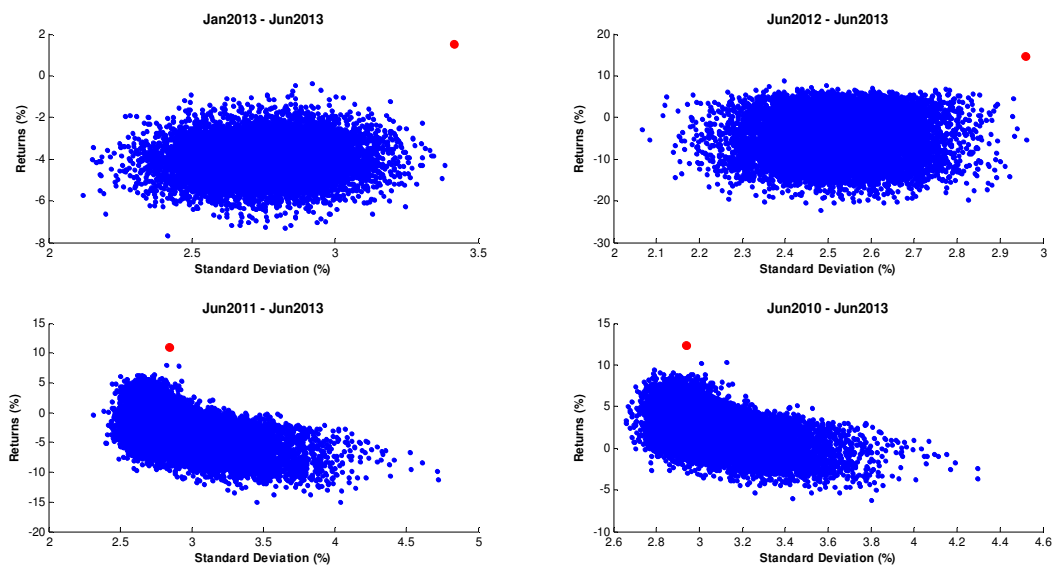 Jan2013 - Jun2013
2
0
-2
-4
-6
-8
Returns (%)
2 2.5 3 3.5
Standard Deviation (%)
Jun2012 - Jun2013
20
10
0
-10
-20
-30
Returns (%)
2 2.1 2.2 2.3 2.4 2.5 2.6 2.7 2.8 2.9 3
Standard Deviation (%)
Jun2011 - Jun2013
15
10
5
0
-5
-10
-15
-20
Returns (%)
2 2.5 3 3.5 4 4.5 5
Standard Deviation (%)
Jun2010 - Jun2013
15
10
5
0
-5
-10
Returns (%)
2.6 2.8 3 3.2 3.4 3.6 3.8 4 4.2 4.4 4.6
Standard Deviation (%)